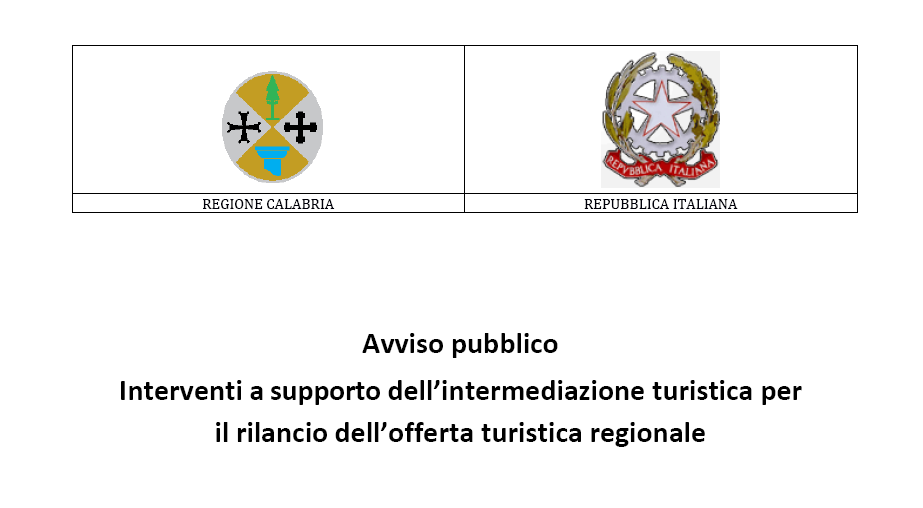 REPVBBLICA ITALIANA
REGIONE CALABRIA
REPUBBLICA ITALIANA
Avviso pubblico
Interventi a supporto dell’intermediazione turistica per
il rilancio dell’offerta turistica regionale